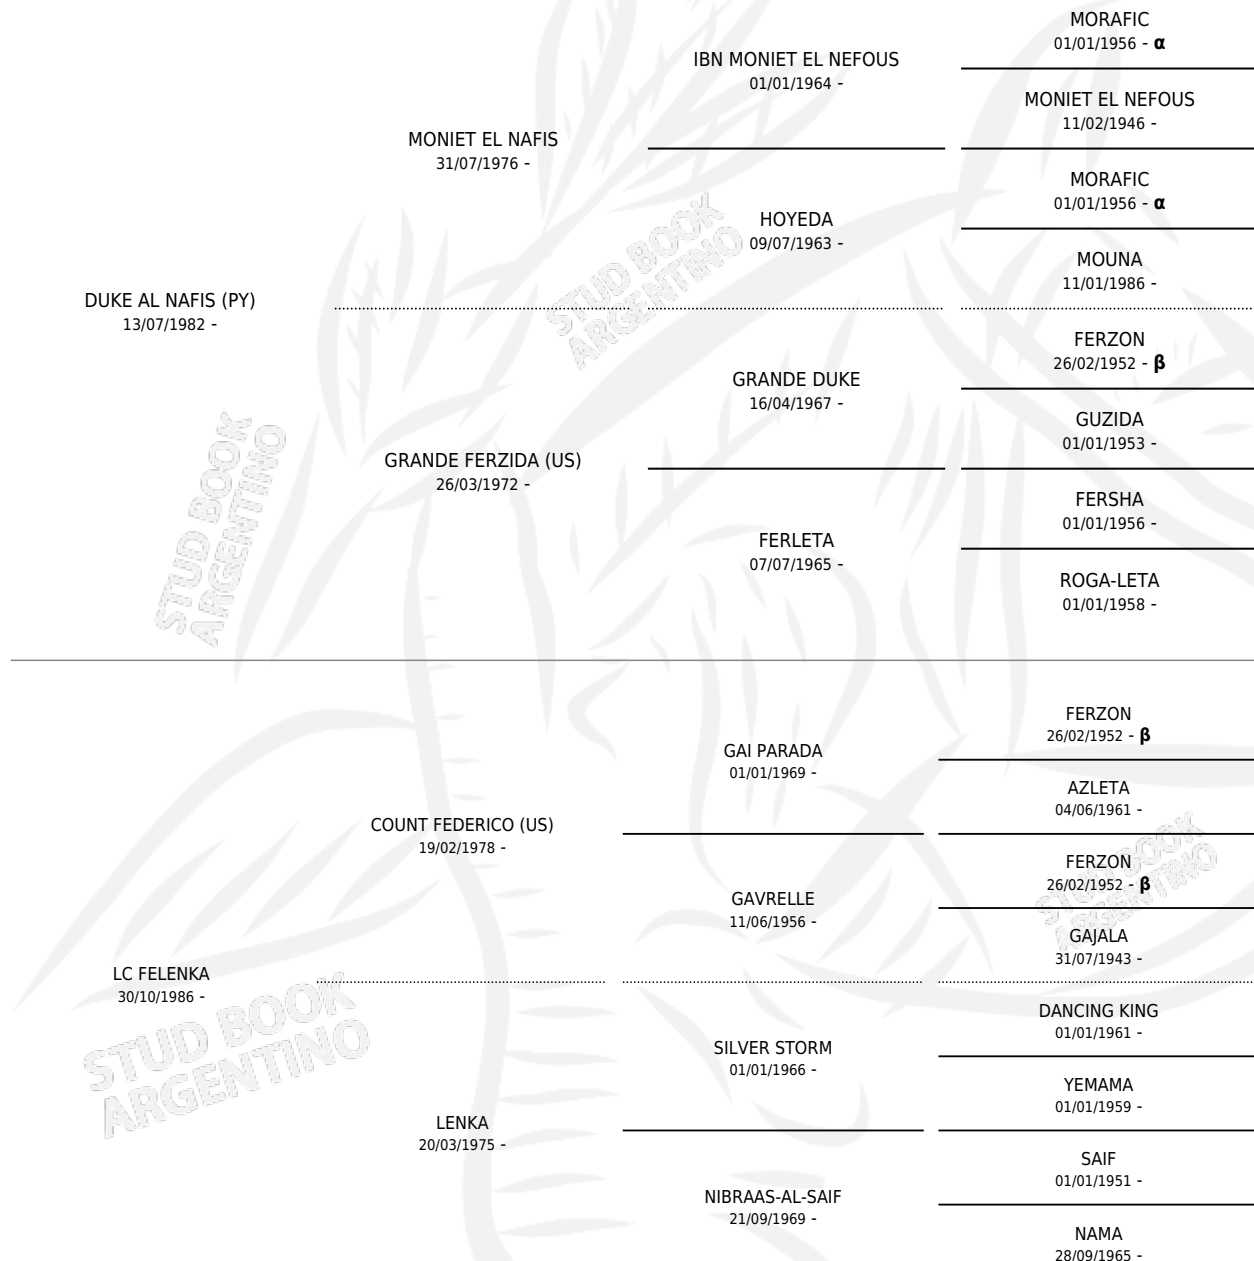 MORAFIC
01/01/1956 - α
IBN MONIET EL NEFOUS
01/01/1964 -
MONIET EL NEFOUS
11/02/1946 -
MONIET EL NAFIS
31/07/1976 -
MORAFIC
01/01/1956 - α
HOYEDA
09/07/1963 -
MOUNA
11/01/1986 -
DUKE AL NAFIS (PY)
13/07/1982 -
FERZON
26/02/1952 - β
GRANDE DUKE
16/04/1967 -
GUZIDA
01/01/1953 -
GRANDE FERZIDA (US)
26/03/1972 -
FERSHA
01/01/1956 -
FERLETA
07/07/1965 -
ROGA-LETA
01/01/1958 -
FERZON
26/02/1952 - β
GAI PARADA
01/01/1969 -
AZLETA
04/06/1961 -
COUNT FEDERICO (US)
19/02/1978 -
FERZON
26/02/1952 - β
GAVRELLE
11/06/1956 -
GAJALA
31/07/1943 -
LC FELENKA
30/10/1986 -
DANCING KING
01/01/1961 -
SILVER STORM
01/01/1966 -
YEMAMA
01/01/1959 -
LENKA
20/03/1975 -
SAIF
01/01/1951 -
NIBRAAS-AL-SAIF
21/09/1969 -
NAMA
28/09/1965 -
STUD BOOK
ARGENTINO
STUD BOOK
ARGENTINO
STUD BOOK
ARGENTINO
STUD BOOK
ARGENTINO